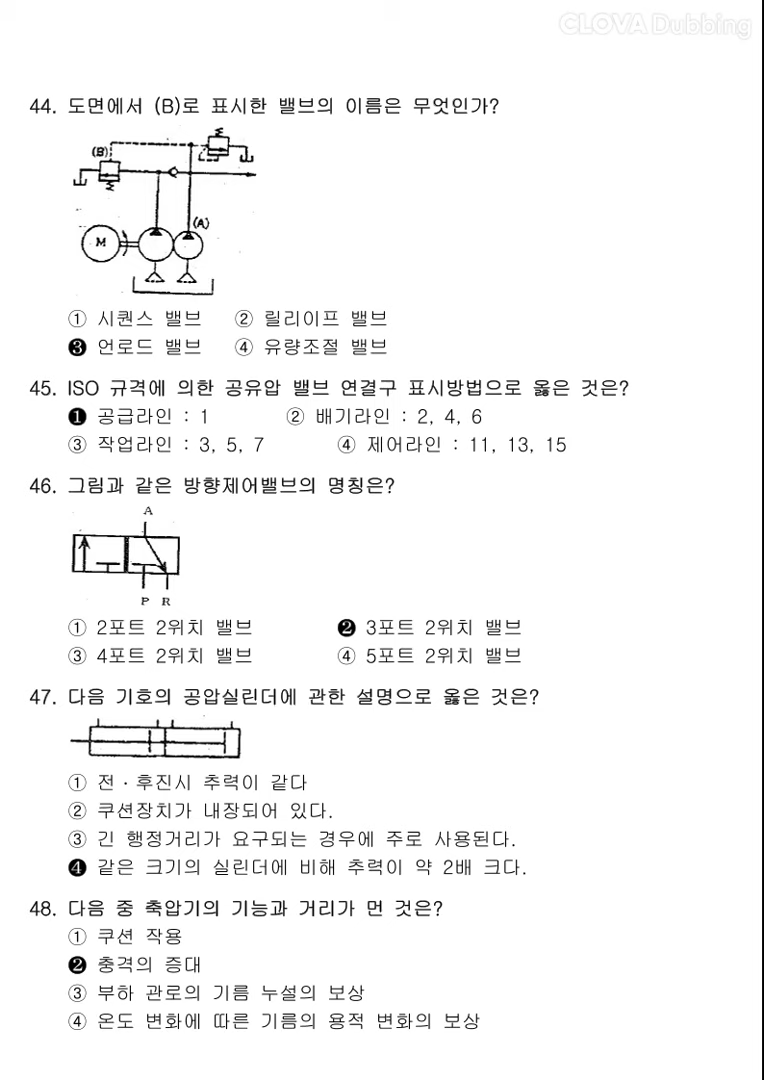 CLOVA Dubbing
44. 도면에서 (B)로 표시한 밸브의 이름은 무엇인가?
(B)
(A)
M
① 시퀀스 밸브 ② 릴리이프 밸브
❸ 언로드 밸브 ④ 유량조절 밸브
45. ISO 규격에 의한 공유압 밸브 연결구 표시방법으로 옳은 것은?
❶ 공급라인 : 1 ② 배기라인 : 2, 4, 6
③ 작업라인 : 3, 5, 7 ④ 제어라인 : 11, 13, 15
46. 그림과 같은 방향제어밸브의 명칭은?
A
P R
① 2포트 2위치 밸브 ❷ 3포트 2위치 밸브
③ 4포트 2위치 밸브 ④ 5포트 2위치 밸브
47. 다음 기호의 공압실린더에 관한 설명으로 옳은 것은?
① 전ㆍ후진시 추력이 같다
② 쿠션장치가 내장되어 있다.
③ 긴 행정거리가 요구되는 경우에 주로 사용된다.
❹ 같은 크기의 실린더에 비해 추력이 약 2배 크다.
48. 다음 중 축압기의 기능과 거리가 먼 것은?
① 쿠션 작용
❷ 충격의 증대
③ 부하 관로의 기름 누설의 보상
④ 온도 변화에 따른 기름의 용적 변화의 보상